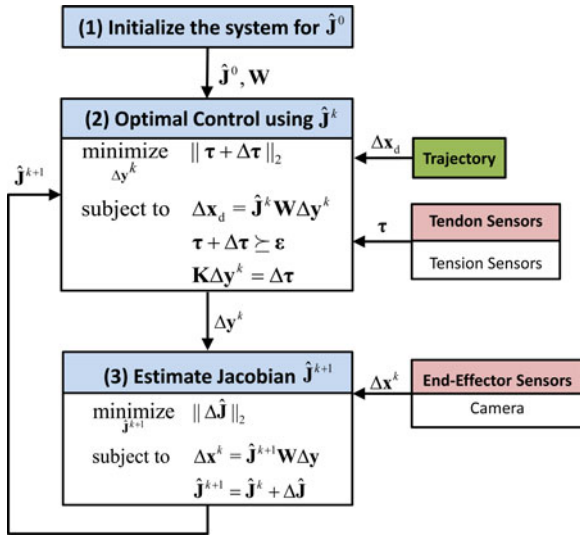 (1) Initialize the system for Ĵ⁰
Ĵ⁰, W
(2) Optimal Control using Ĵᵏ
minimize ‖ τ + Δτ ‖₂
Δyᵏ
subject to Δx_d = ĴᵏWΔyᵏ
τ + Δτ ⪰ ε
KΔyᵏ = Δτ
Ĵᵏ⁺¹
Δx_d
Trajectory
τ
Tendon Sensors
Tension Sensors
Δyᵏ
(3) Estimate Jacobian Ĵᵏ⁺¹
minimize ‖ ΔĴ ‖₂
Ĵᵏ⁺¹
subject to Δxᵏ = Ĵᵏ⁺¹WΔy
Ĵᵏ⁺¹ = Ĵᵏ + ΔĴ
Δxᵏ
End-Effector Sensors
Camera